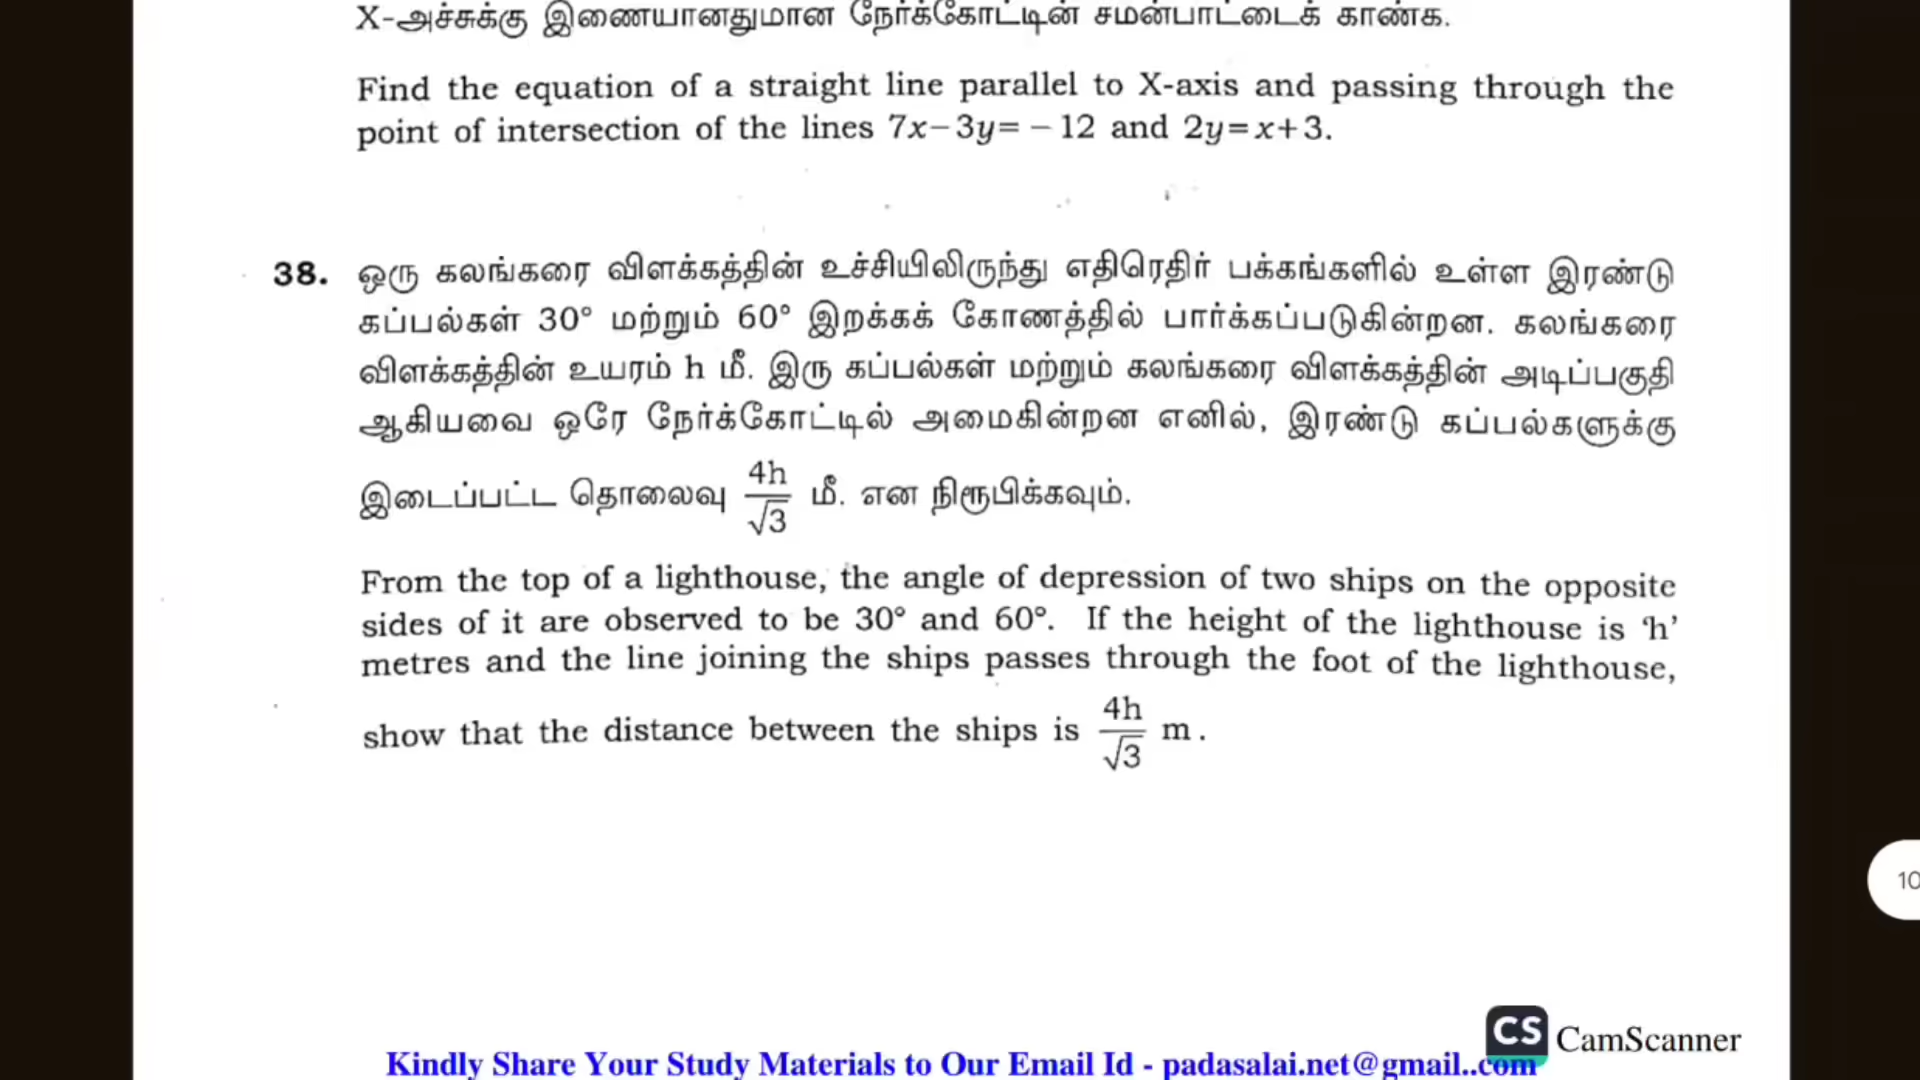 X-அச்சுக்கு இணையானதுமான நேர்க்கோட்டின் சமன்பாட்டைக் காண்க.
Find the equation of a straight line parallel to X-axis and passing through the
point of intersection of the lines 7x−3y=−12 and 2y=x+3.
38. ஒரு கலங்கரை விளக்கத்தின் உச்சியிலிருந்து எதிரெதிர் பக்கங்களில் உள்ள இரண்டு
கப்பல்கள் 30° மற்றும் 60° இறக்கக் கோணத்தில் பார்க்கப்படுகின்றன. கலங்கரை
விளக்கத்தின் உயரம் h மீ. இரு கப்பல்கள் மற்றும் கலங்கரை விளக்கத்தின் அடிப்பகுதி
ஆகியவை ஒரே நேர்க்கோட்டில் அமைகின்றன எனில், இரண்டு கப்பல்களுக்கு
இடைப்பட்ட தொலைவு 4h/√3 மீ. என நிரூபிக்கவும்.
From the top of a lighthouse, the angle of depression of two ships on the opposite
sides of it are observed to be 30° and 60°. If the height of the lighthouse is ‘h’
metres and the line joining the ships passes through the foot of the lighthouse,
show that the distance between the ships is 4h/√3 m.
10
CS CamScanner
Kindly Share Your Study Materials to Our Email Id - padasalai.net@gmail..com